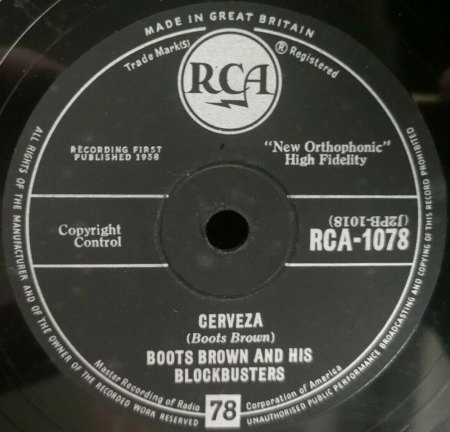 MADE IN GREAT BRITAIN
Trade Mark(S)
® Registered
RCA
RECORDING FIRST
PUBLISHED 1958
"New Orthophonic"
High Fidelity
Copyright
Control
(J2PB-1018)
RCA-1078
CERVEZA
(Boots Brown)
BOOTS BROWN AND HIS
BLOCKBUSTERS
Master Recording of Radio
78
Corporation of America
ALL RIGHTS OF THE MANUFACTURER AND OF THE OWNER OF THE RECORDED WORK RESERVED
UNAUTHORISED PUBLIC PERFORMANCE BROADCASTING AND COPYING OF THIS RECORD PROHIBITED